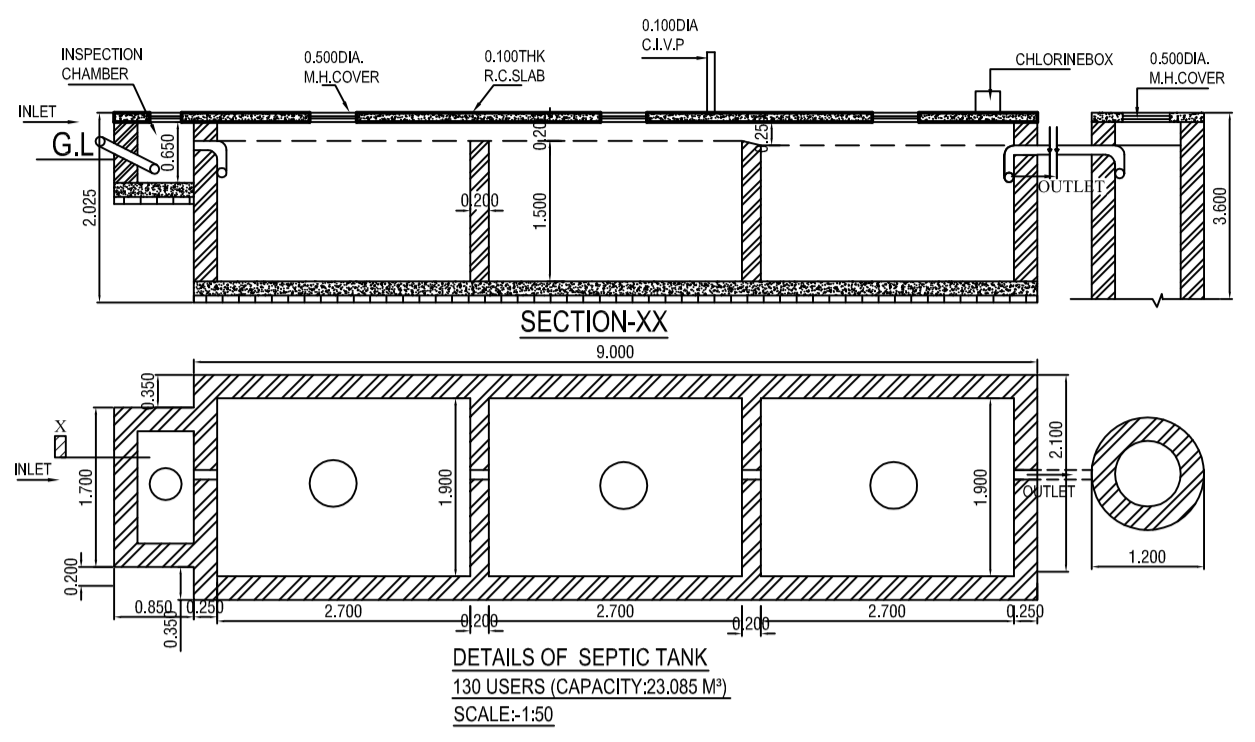 0.100DIA
C.I.V.P
INSPECTION
CHAMBER
0.500DIA.
M.H.COVER
0.100THK
R.C.SLAB
CHLORINEBOX
0.500DIA.
M.H.COVER
INLET
G.L
0.650
2.025
0.200
0.20
1.500
0.25
OUTLET
3.600
SECTION-XX
9.000
0.350
X
INLET
1.700
1.900
1.900
2.100
OUTLET
1.200
0.200
0.850
0.250
0.350
2.700
0.200
2.700
0.200
2.700
0.250
DETAILS OF SEPTIC TANK
130 USERS (CAPACITY:23.085 M³)
SCALE:-1:50